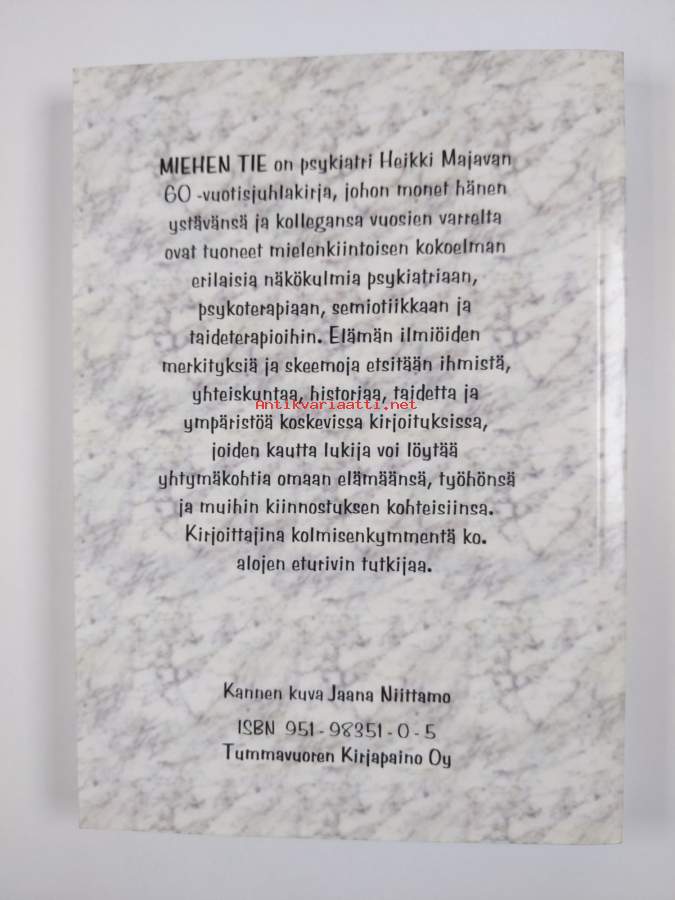 MIEHEN TIE on psykiatri Heikki Majavan
60 -vuotisjuhlakirja, johon monet hänen
ystävänsä ja kollegansa vuosien varrelta
ovat tuoneet mielenkiintoisen kokoelman
erilaisia näkökulmia psykiatriaan,
psykoterapiaan, semiotiikkaan ja
taideterapioihin. Elämän ilmiöiden
merkityksiä ja skeemoja etsitään ihmistä,
yhteiskuntaa, historiaa, taidetta ja
Antikvariaatti.net
ympäristöä koskevissa kirjoituksissa,
joiden kautta lukija voi löytää
yhtymäkohtia omaan elämäänsä, työhönsä
ja muihin kiinnostuksen kohteisiinsa.
Kirjoittajina kolmisenkymmentä ko.
alojen eturivin tutkijaa.
Kannen kuva Jaana Niittamo
ISBN 951-98351-0-5
Tummavuoren Kirjapaino Oy